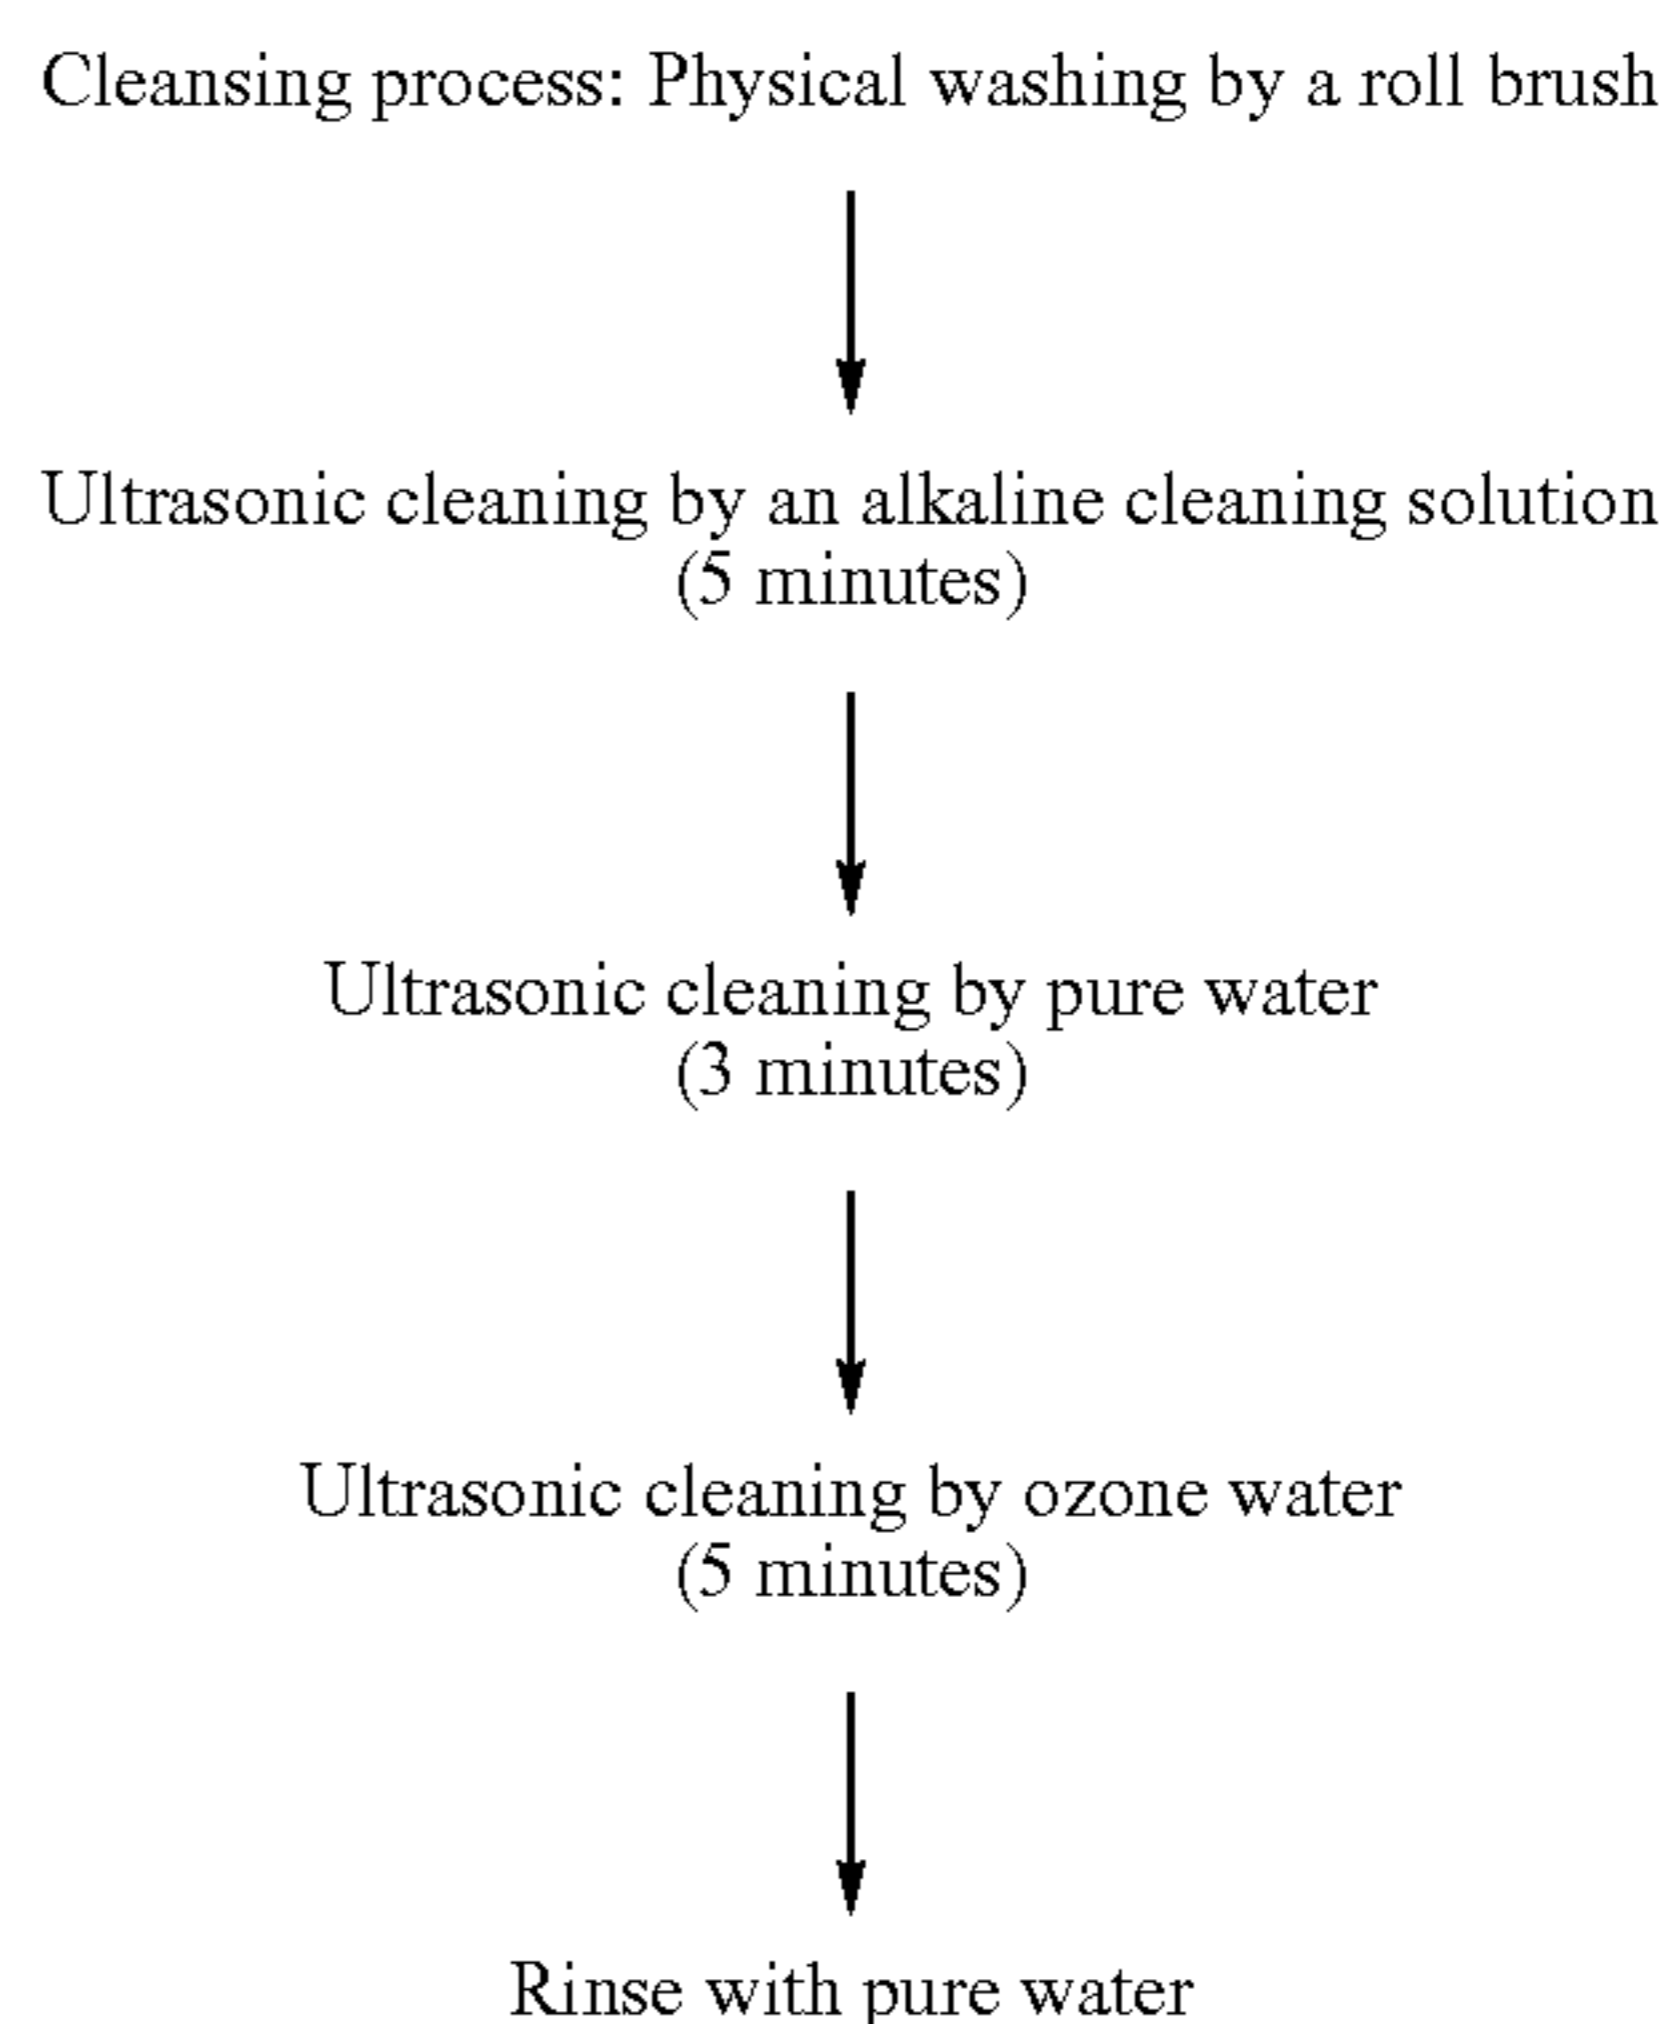 Cleansing process: Physical washing by a roll brush
Ultrasonic cleaning by an alkaline cleaning solution
(5 minutes)
Ultrasonic cleaning by pure water
(3 minutes)
Ultrasonic cleaning by ozone water
(5 minutes)
Rinse with pure water